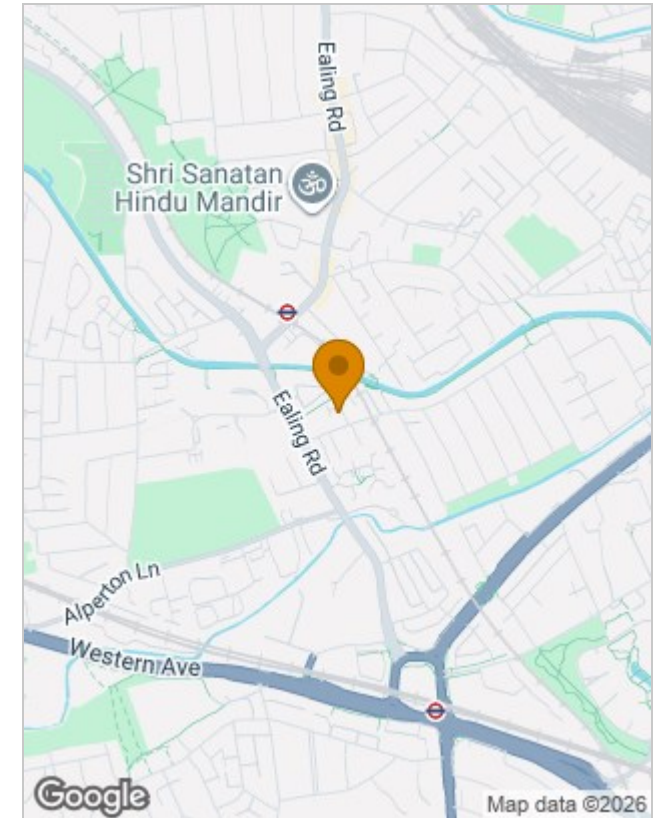 Ealing Rd
Shri Sanatan
Hindu Mandir
ॐ
Ealing Rd
Alperton Ln
Western Ave
Google
Map data ©2026